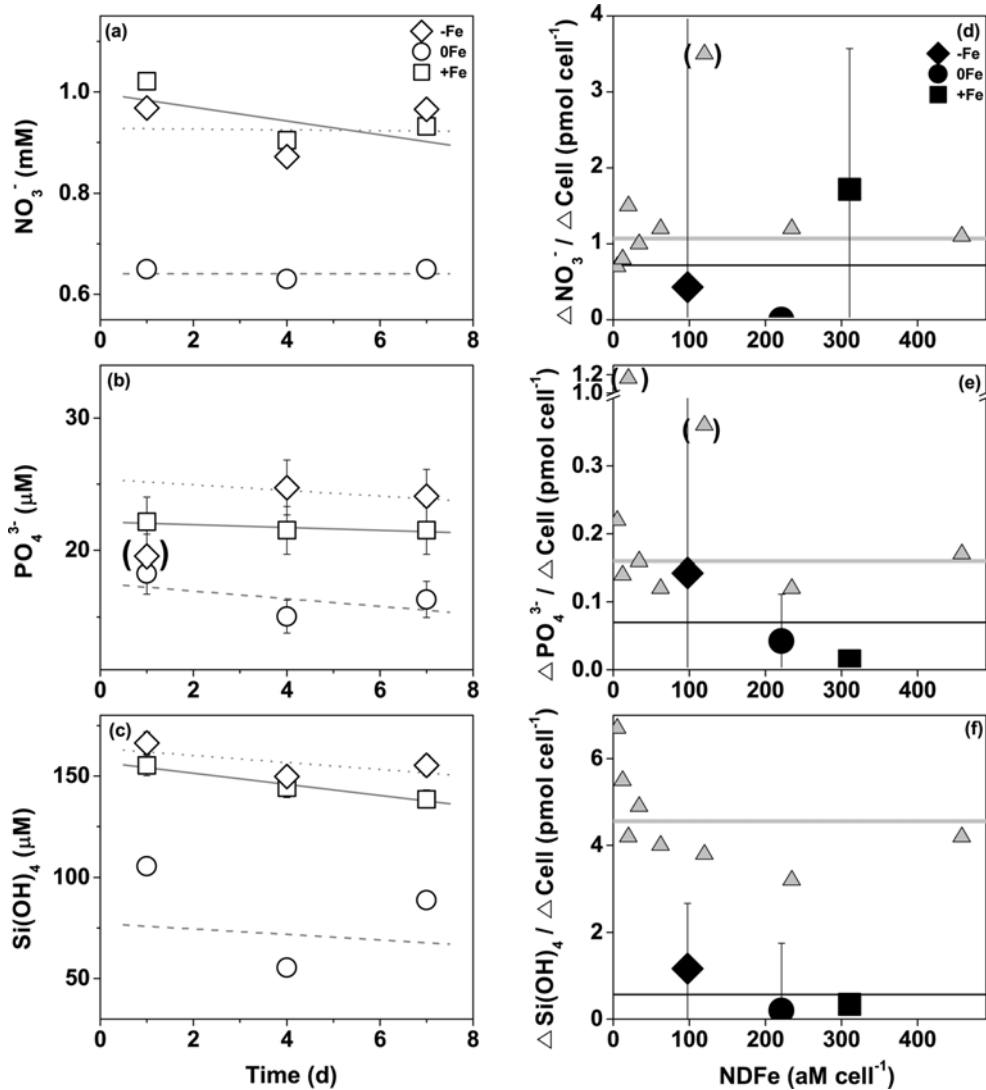 (a)
-Fe
0Fe
+Fe
1.0
0.8
0.6
0 2 4 6 8
NO₃⁻ (mM)
(d)
-Fe
0Fe
+Fe
( )
4
3
2
1
0
0 100 200 300 400
△NO₃⁻ / △Cell (pmol cell⁻¹)
(b)
30
20
( )
0 2 4 6 8
PO₄³⁻ (μM)
(e)
1.2
1.0
( )
( )
0.3
0.2
0.1
0.0
0 100 200 300 400
△PO₄³⁻ / △Cell (pmol cell⁻¹)
(c)
150
100
50
0 2 4 6 8
Si(OH)₄ (μM)
Time (d)
(f)
6
4
2
0
0 100 200 300 400
△Si(OH)₄ / △Cell (pmol cell⁻¹)
NDFe (aM cell⁻¹)